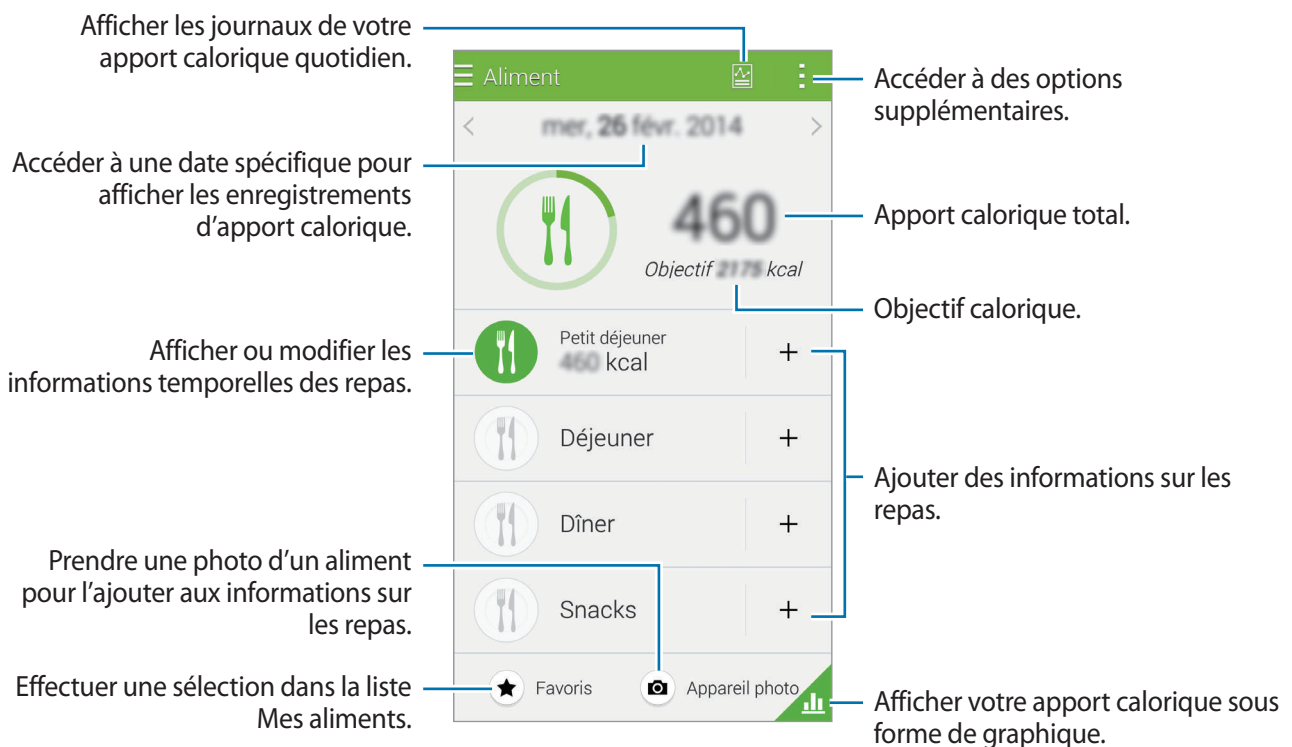 Afficher les journaux de votre
apport calorique quotidien.
Accéder à une date spécifique pour
afficher les enregistrements
d'apport calorique.
Afficher ou modifier les
informations temporelles des repas.
Prendre une photo d'un aliment
pour l'ajouter aux informations sur
les repas.
Effectuer une sélection dans la liste
Mes aliments.
Aliment
mer, 26 févr. 2014
460
Objectif 2175 kcal
Petit déjeuner
460 kcal
Déjeuner
Dîner
Snacks
Favoris
Appareil photo
Accéder à des options
supplémentaires.
Apport calorique total.
Objectif calorique.
Ajouter des informations sur les
repas.
Afficher votre apport calorique sous
forme de graphique.